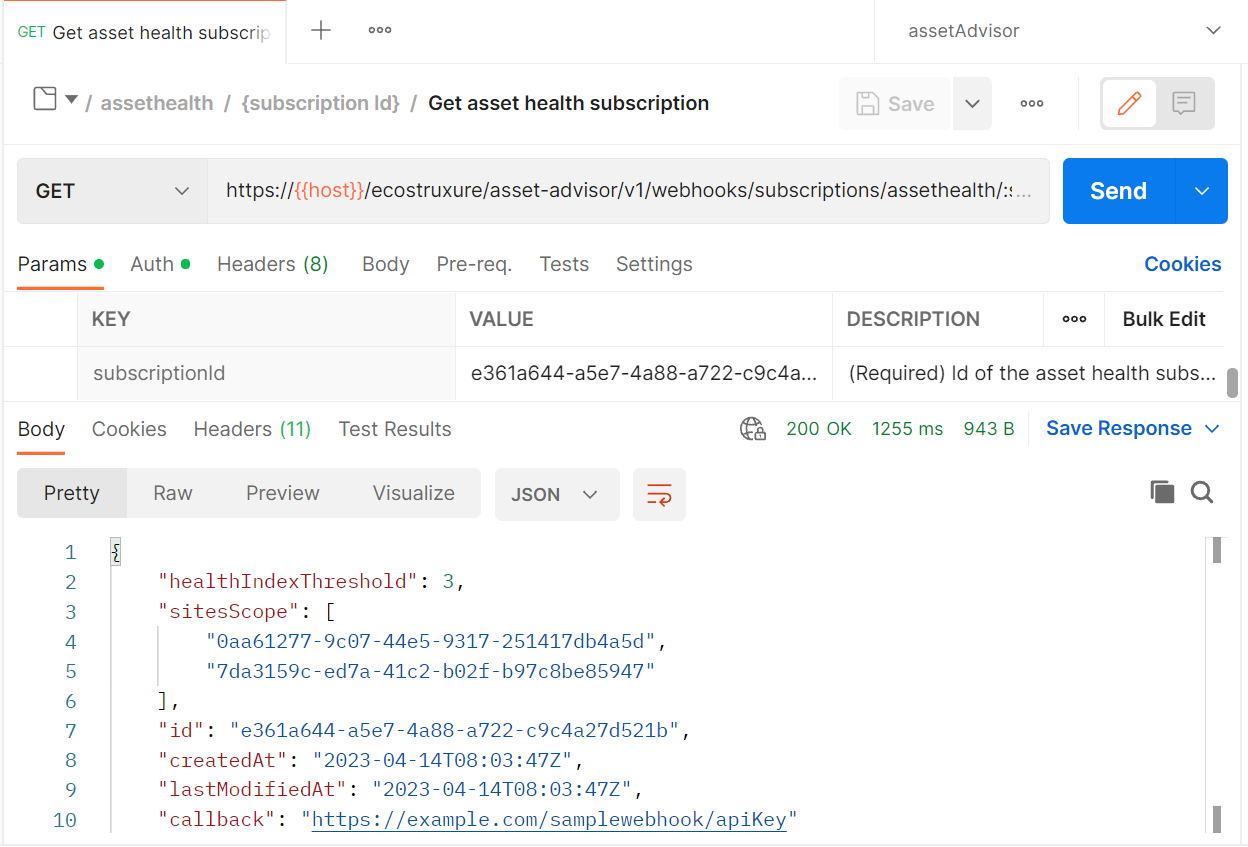 GET Get asset health subscrip
assetAdvisor
/ assethealth / {subscription Id} / Get asset health subscription
Save
GET
https://{{host}}/ecostruxure/asset-advisor/v1/webhooks/subscriptions/assethealth/:s...
Send
Params Auth Headers (8) Body Pre-req. Tests Settings Cookies
KEY VALUE DESCRIPTION Bulk Edit
subscriptionId e361a644-a5e7-4a88-a722-c9c4a... (Required) Id of the asset health subs...
Body Cookies Headers (11) Test Results 200 OK 1255 ms 943 B Save Response
Pretty Raw Preview Visualize JSON
1 {
2 "healthIndexThreshold": 3,
3 "sitesScope": [
4 "0aa61277-9c07-44e5-9317-251417db4a5d",
5 "7da3159c-ed7a-41c2-b02f-b97c8be85947"
6 ],
7 "id": "e361a644-a5e7-4a88-a722-c9c4a27d521b",
8 "createdAt": "2023-04-14T08:03:47Z",
9 "lastModifiedAt": "2023-04-14T08:03:47Z",
10 "callback": "https://example.com/samplewebhook/apiKey"